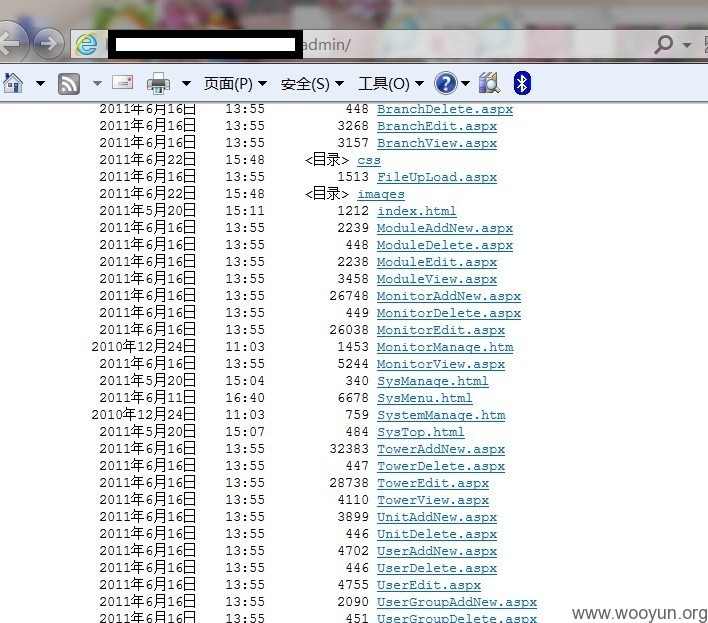 admin/
页面(P) 安全(S) 工具(O)
2011年6月16日 13:55 448 BranchDelete.aspx
2011年6月16日 13:55 3268 BranchEdit.aspx
2011年6月16日 13:55 3157 BranchView.aspx
2011年6月22日 15:48 <目录> css
2011年6月16日 13:55 1513 FileUpLoad.aspx
2011年6月22日 15:48 <目录> images
2011年5月20日 15:11 1212 index.html
2011年6月16日 13:55 2239 ModuleAddNew.aspx
2011年6月16日 13:55 448 ModuleDelete.aspx
2011年6月16日 13:55 2238 ModuleEdit.aspx
2011年6月16日 13:55 3458 ModuleView.aspx
2011年6月16日 13:55 26748 MonitorAddNew.aspx
2011年6月16日 13:55 449 MonitorDelete.aspx
2011年6月16日 13:55 26038 MonitorEdit.aspx
2010年12月24日 11:03 1453 MonitorManage.htm
2011年6月16日 13:55 5244 MonitorView.aspx
2011年5月20日 15:04 340 SysManage.html
2011年6月11日 16:40 6678 SysMenu.html
2010年12月24日 11:03 759 SystemManage.htm
2011年5月20日 15:07 484 SysTop.html
2011年6月16日 13:55 32383 TowerAddNew.aspx
2011年6月16日 13:55 447 TowerDelete.aspx
2011年6月16日 13:55 28738 TowerEdit.aspx
2011年6月16日 13:55 4110 TowerView.aspx
2011年6月16日 13:55 3899 UnitAddNew.aspx
2011年6月16日 13:55 446 UnitDelete.aspx
2011年6月16日 13:55 4702 UserAddNew.aspx
2011年6月16日 13:55 446 UserDelete.aspx
2011年6月16日 13:55 4755 UserEdit.aspx
2011年6月16日 13:55 2090 UserGroupAddNew.aspx
2011年6月16日 13:55 451 UserGroupDelete.aspx
www.wooyun.org